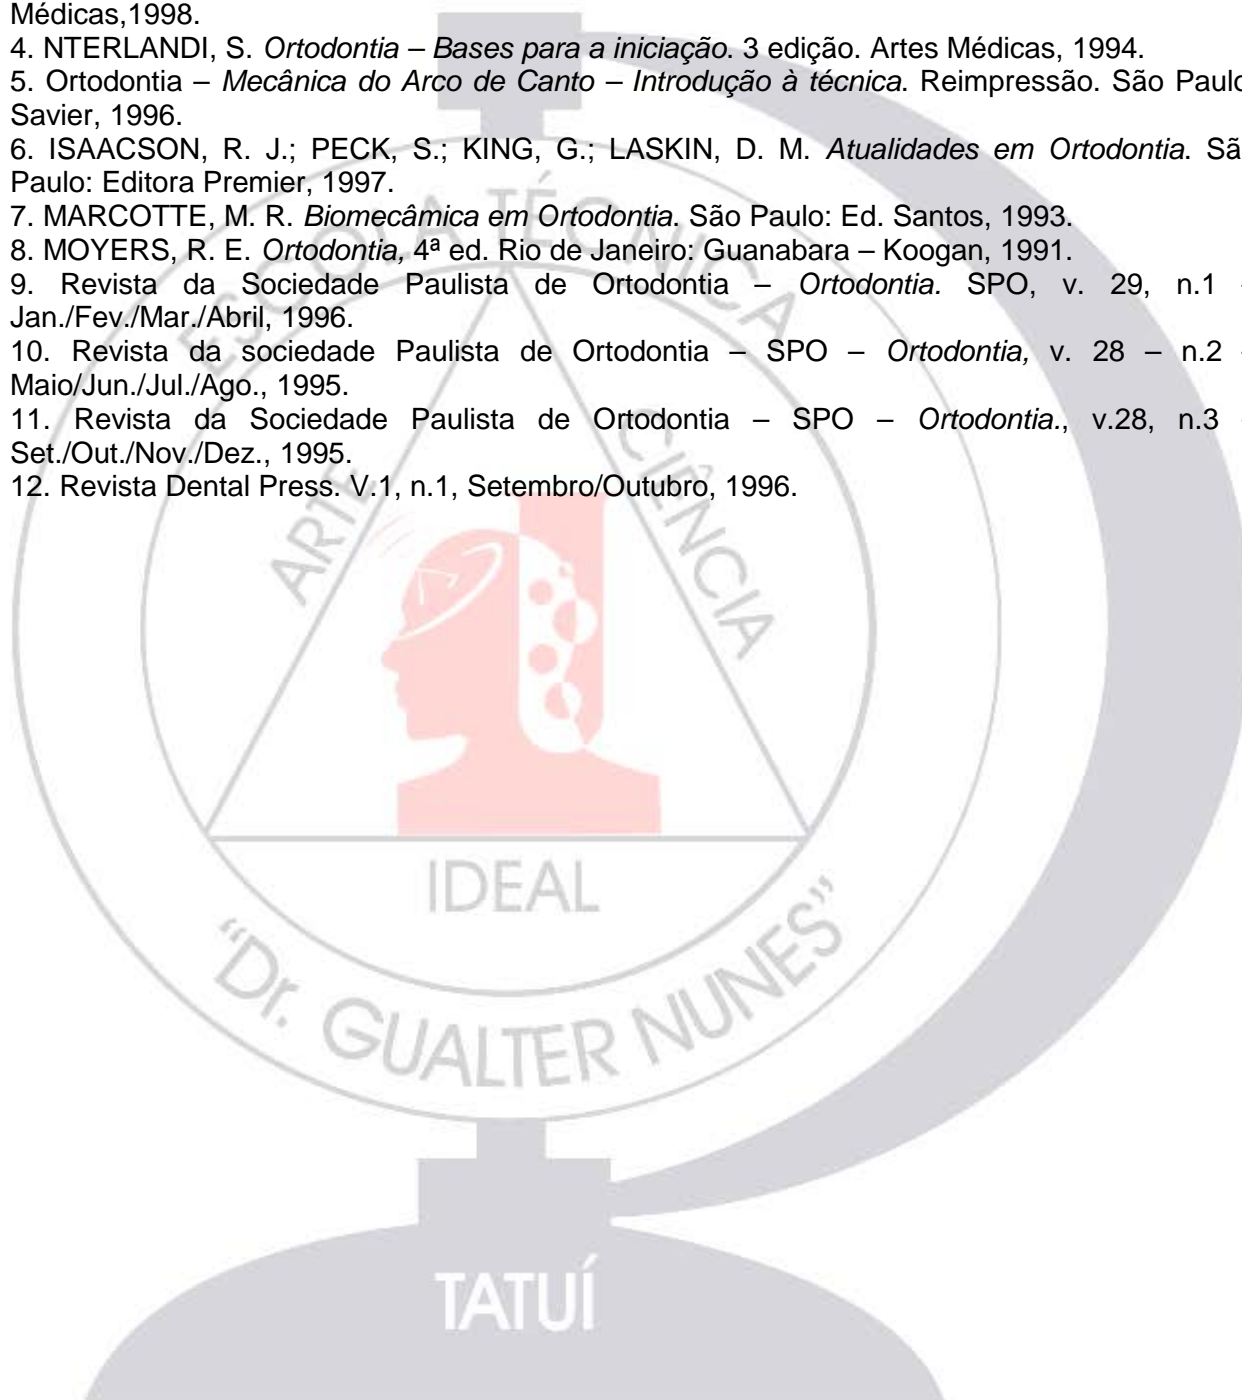 Médicas,1998.
4. NTERLANDI, S. Ortodontia – Bases para a iniciação. 3 edição. Artes Médicas, 1994.
5. Ortodontia – Mecânica do Arco de Canto – Introdução à técnica. Reimpressão. São Paulo
Savier, 1996.
6. ISAACSON, R. J.; PECK, S.; KING, G.; LASKIN, D. M. Atualidades em Ortodontia. Sã
Paulo: Editora Premier, 1997.
7. MARCOTTE, M. R. Biomecâmica em Ortodontia. São Paulo: Ed. Santos, 1993.
8. MOYERS, R. E. Ortodontia, 4ª ed. Rio de Janeiro: Guanabara – Koogan, 1991.
9. Revista da Sociedade Paulista de Ortodontia – Ortodontia. SPO, v. 29, n.1 -
Jan./Fev./Mar./Abril, 1996.
10. Revista da sociedade Paulista de Ortodontia – SPO – Ortodontia, v. 28 – n.2 -
Maio/Jun./Jul./Ago., 1995.
11. Revista da Sociedade Paulista de Ortodontia – SPO – Ortodontia., v.28, n.3
Set./Out./Nov./Dez., 1995.
12. Revista Dental Press. V.1, n.1, Setembro/Outubro, 1996.
ESCOLA TÉCNICA
ARTE
CIÊNCIA
IDEAL
"Dr. GUALTER NUNES"
TATUÍ